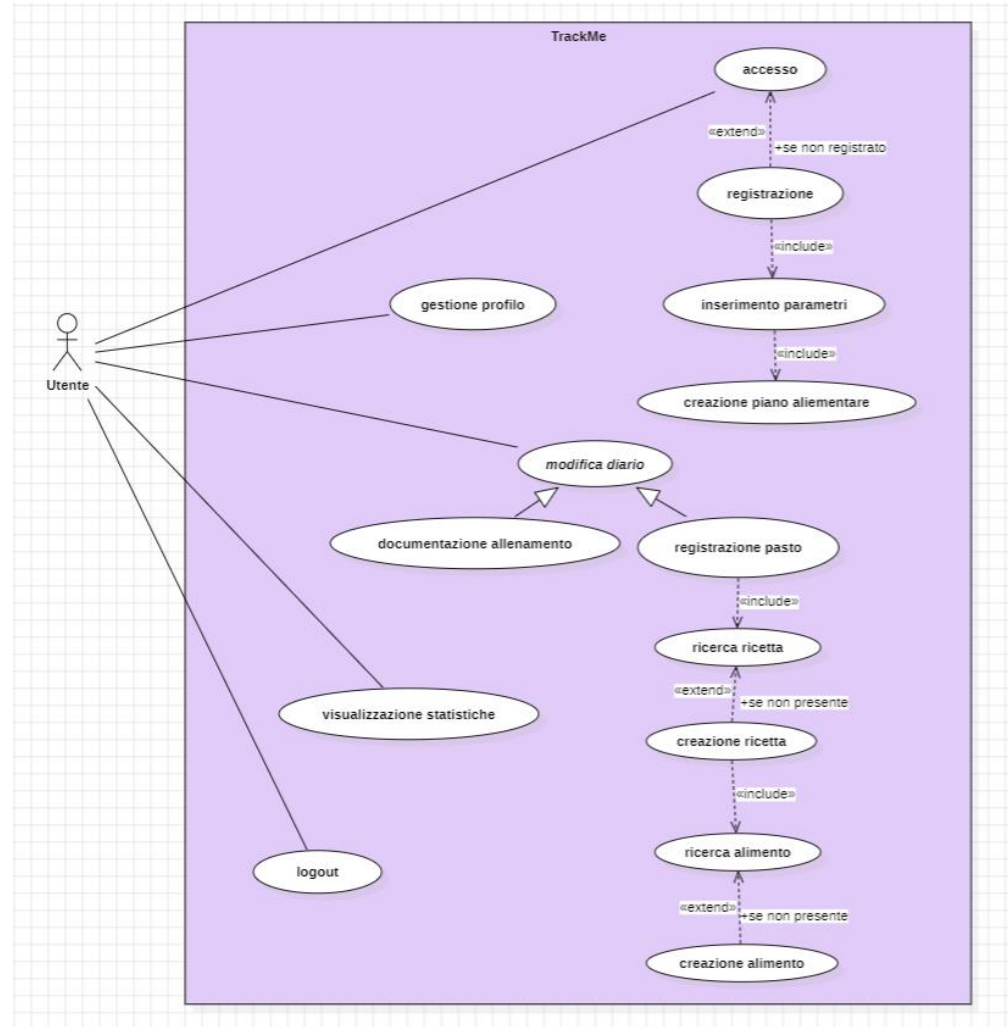 TrackMe
accesso
«extend»
+se non registrato
registrazione
«include»
gestione profilo
inserimento parametri
«include»
Utente
creazione piano aliementare
modifica diario
documentazione allenamento
registrazione pasto
«include»
ricerca ricetta
«extend»
+se non presente
visualizzazione statistiche
creazione ricetta
«include»
ricerca alimento
logout
«extend»
+se non presente
creazione alimento